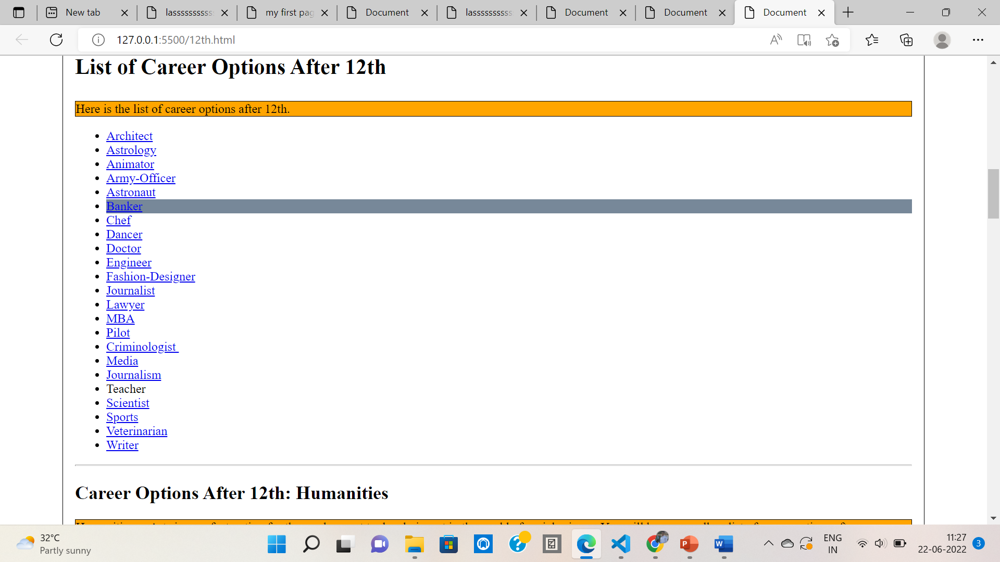 New tab
lasssssssssss
my first pag
Document
lasssssssssss
Document
Document
Document
127.0.0.1:5500/12th.html
List of Career Options After 12th
Here is the list of career options after 12th.
Architect
Astrology
Animator
Army-Officer
Astronaut
Banker
Chef
Dancer
Doctor
Engineer
Fashion-Designer
Journalist
Lawyer
MBA
Pilot
Criminologist
Media
Journalism
Teacher
Scientist
Sports
Veterinarian
Writer
Career Options After 12th: Humanities
32°C
Partly sunny
ENG
IN
11:27
22-06-2022
3